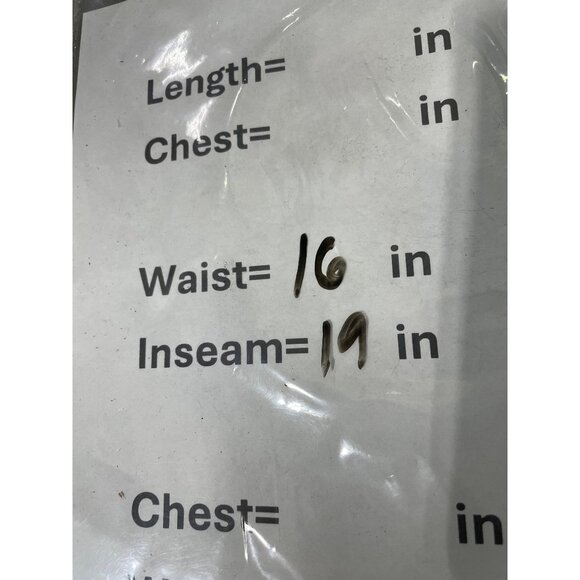 Length= in
Chest= in
Waist= 16 in
Inseam= 19 in
Chest= in